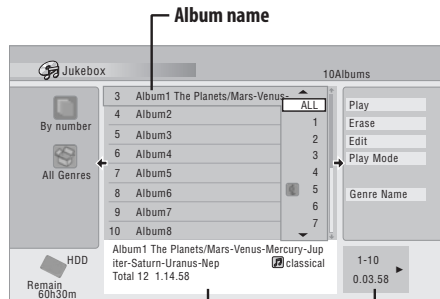 Album name
Jukebox
10Albums
By number
All Genres
3 Album1 The Planets/Mars-Venus-
4 Album2
5 Album3
6 Album4
7 Album5
8 Album6
9 Album7
10 Album8
ALL
1
2
3
4
5
6
7
Play
Erase
Edit
Play Mode
Genre Name
HDD
Remain
60h30m
Album1 The Planets/Mars-Venus-Mercury-Jup
iter-Saturn-Uranus-Nep classical
Total 12 1.14.58
1-10
0.03.58